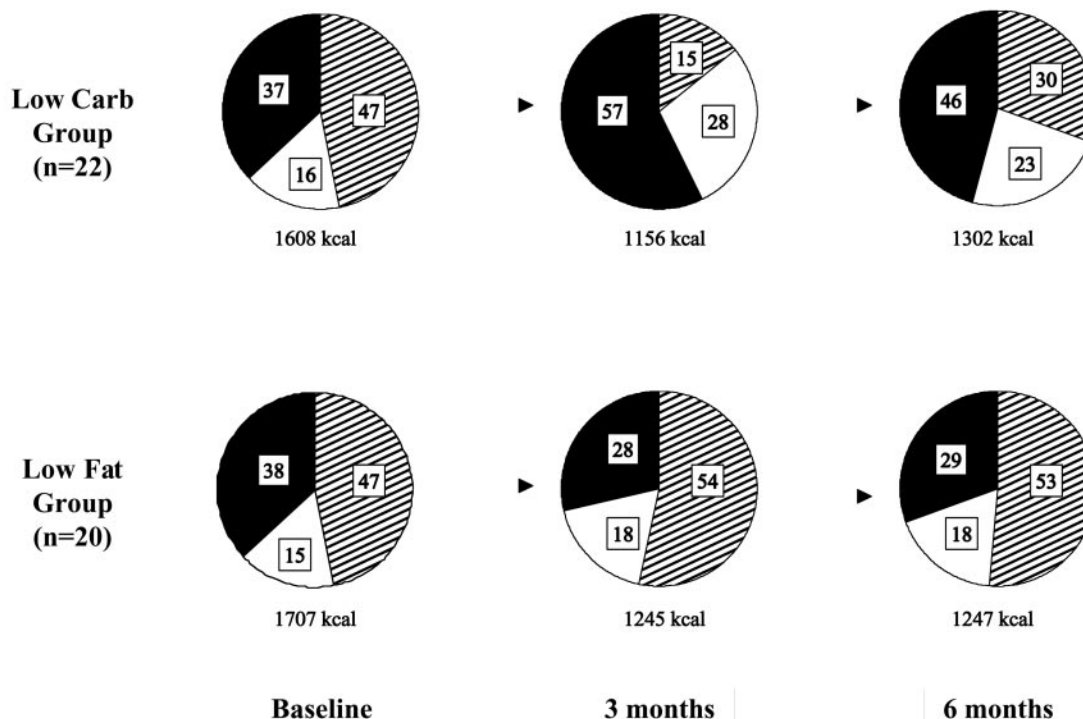 Low Carb
Group
(n=22)
37
47
16
1608 kcal
15
57
28
1156 kcal
30
46
23
1302 kcal
Low Fat
Group
(n=20)
38
47
15
1707 kcal
28
54
18
1245 kcal
29
53
18
1247 kcal
Baseline
3 months
6 months